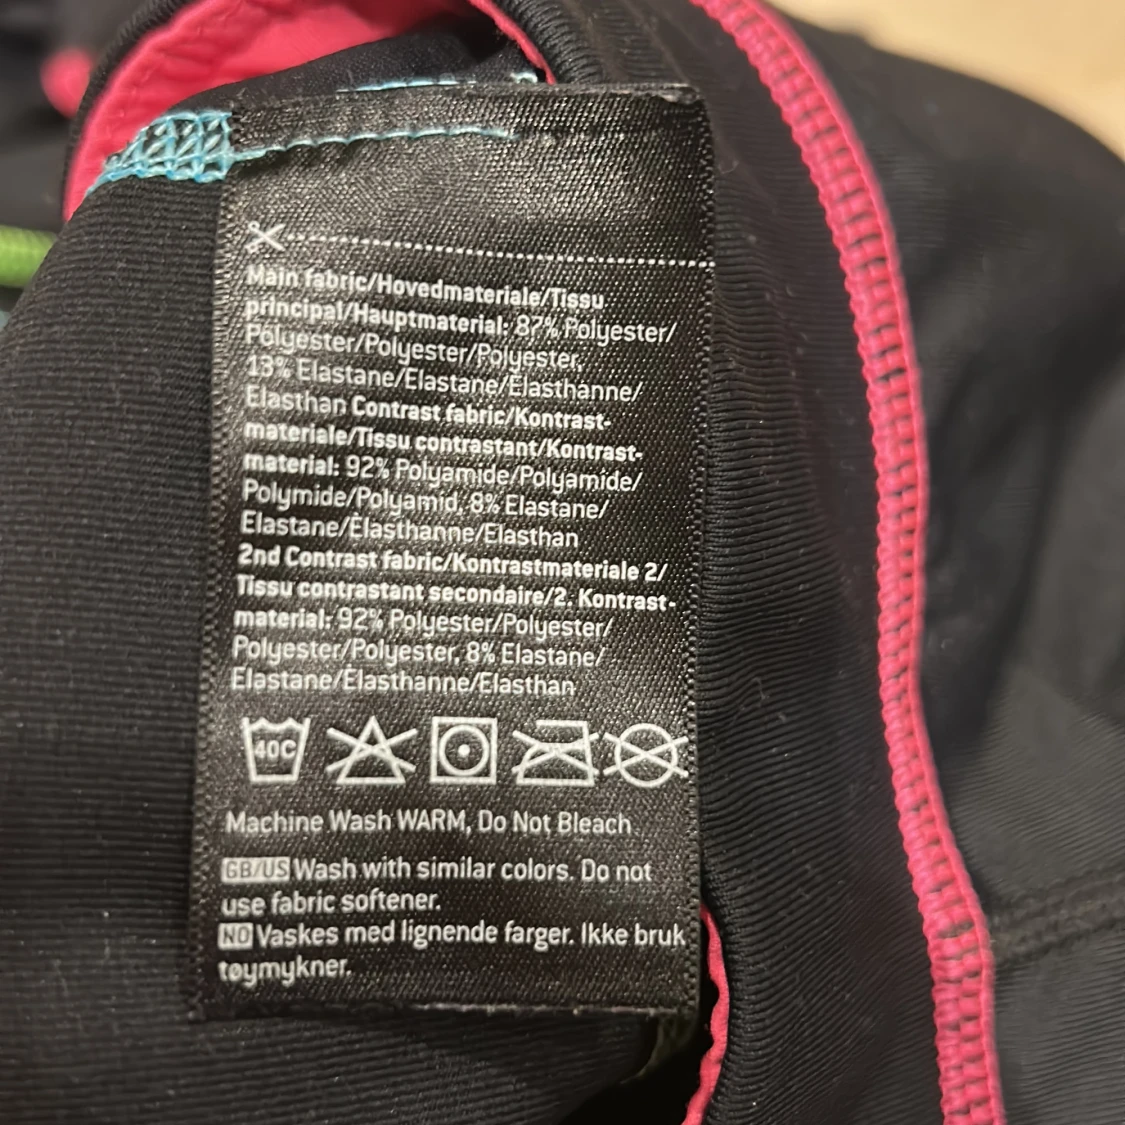 Main fabric/Hovedmateriale/Tissu
principal/Hauptmaterial: 87% Polyester/
Polyester/Polyester/Polyester,
13% Elastane/Elastane/Élasthanne/
Elasthan Contrast fabric/Kontrast-
materiale/Tissu contrastant/Kontrast-
material: 92% Polyamide/Polyamide/
Polymide/Polyamid, 8% Elastane/
Elastane/Élasthanne/Elasthan
2nd Contrast fabric/Kontrastmateriale 2/
Tissu contrastant secondaire/2. Kontrast-
material: 92% Polyester/Polyester/
Polyester/Polyester, 8% Elastane/
Elastane/Élasthanne/Elasthan
40C
Machine Wash WARM, Do Not Bleach
GB/US Wash with similar colors. Do not
use fabric softener.
NO Vaskes med lignende farger. Ikke bruk
tøymykner.